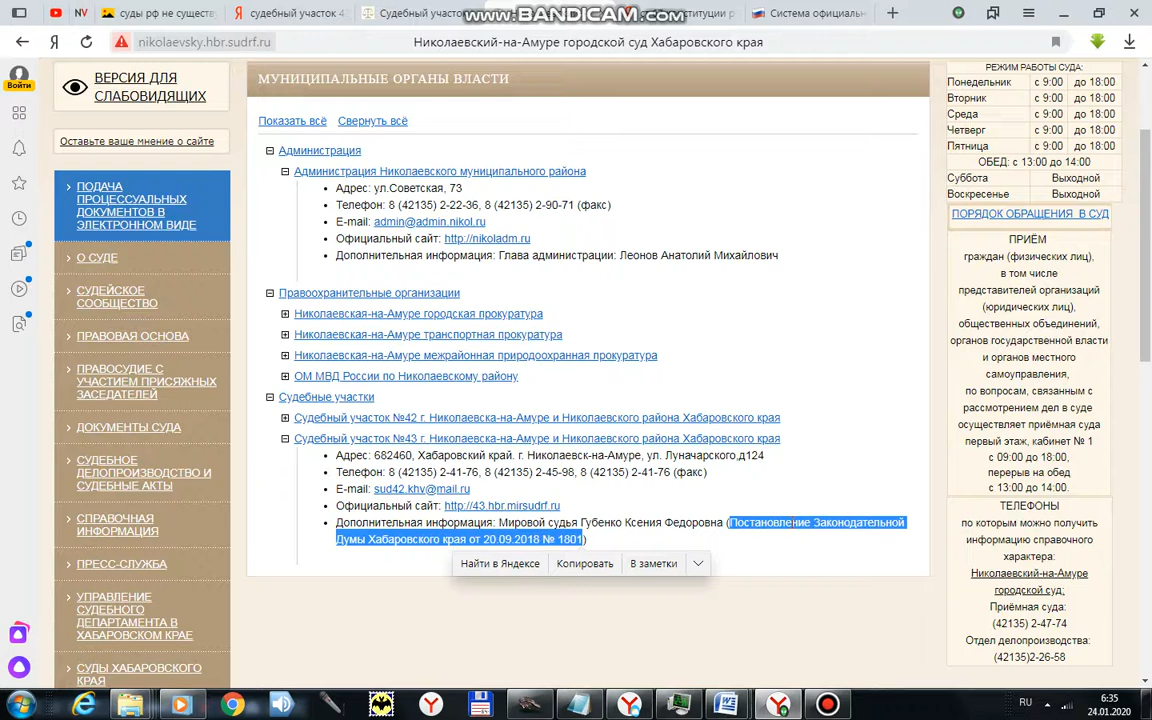 суды рф не существ
судебный участок 4
Судебный участо
www.BANDICAM.com
онституции р
Система официаль
nikolaevsky.hbr.sudrf.ru
Николаевский-на-Амуре городской суд Хабаровского края
Войти
ВЕРСИЯ ДЛЯ
СЛАБОВИДЯЩИХ
Оставьте ваше мнение о сайте
ПОДАЧА
ПРОЦЕССУАЛЬНЫХ
ДОКУМЕНТОВ В
ЭЛЕКТРОННОМ ВИДЕ
О СУДЕ
СУДЕЙСКОЕ
СООБЩЕСТВО
ПРАВОВАЯ ОСНОВА
ПРАВОСУДИЕ С
УЧАСТИЕМ ПРИСЯЖНЫХ
ЗАСЕДАТЕЛЕЙ
ДОКУМЕНТЫ СУДА
СУДЕБНОЕ
ДЕЛОПРОИЗВОДСТВО И
СУДЕБНЫЕ АКТЫ
СПРАВОЧНАЯ
ИНФОРМАЦИЯ
ПРЕСС-СЛУЖБА
УПРАВЛЕНИЕ
СУДЕБНОГО
ДЕПАРТАМЕНТА В
ХАБАРОВСКОМ КРАЕ
СУДЫ ХАБАРОВСКОГО
КРАЯ
МУНИЦИПАЛЬНЫЕ ОРГАНЫ ВЛАСТИ
Показать всё Свернуть всё
Администрация
Администрация Николаевского муниципального района
Адрес: ул.Советская, 73
Телефон: 8 (42135) 2-22-36, 8 (42135) 2-90-71 (факс)
E-mail: admin@admin.nikol.ru
Официальный сайт: http://nikoladm.ru
Дополнительная информация: Глава администрации: Леонов Анатолий Михайлович
Правоохранительные организации
Николаевская-на-Амуре городская прокуратура
Николаевская-на-Амуре транспортная прокуратура
Николаевская-на-Амуре межрайонная природоохранная прокуратура
ОМ МВД России по Николаевскому району
Судебные участки
Судебный участок №42 г. Николаевска-на-Амуре и Николаевского района Хабаровского края
Судебный участок №43 г. Николаевска-на-Амуре и Николаевского района Хабаровского края
Адрес: 682460, Хабаровский край. г. Николаевск-на-Амуре, ул. Луначарского,д124
Телефон: 8 (42135) 2-41-76, 8 (42135) 2-45-98, 8 (42135) 2-41-76 (факс)
E-mail: sud42.khv@mail.ru
Официальный сайт: http://43.hbr.mirsudrf.ru
Дополнительная информация: Мировой судья Губенко Ксения Федоровна (Постановление Законодательной
Думы Хабаровского края от 20.09.2018 № 1801)
Найти в Яндексе Копировать В заметки
РЕЖИМ РАБОТЫ СУДА:
Понедельник с 9:00 до 18:00
Вторник с 9:00 до 18:00
Среда с 9:00 до 18:00
Четверг с 9:00 до 18:00
Пятница с 9:00 до 18:00
ОБЕД: с 13:00 до 14:00
Суббота Выходной
Воскресенье Выходной
ПОРЯДОК ОБРАЩЕНИЯ В СУД
ПРИЁМ
граждан (физических лиц),
в том числе
представителей организаций
(юридических лиц),
общественных объединений,
органов государственной власти
и органов местного
самоуправления,
по вопросам, связанным с
рассмотрением дел в суде
осуществляет приёмная суда
первый этаж, кабинет № 1
с 09:00 до 18:00,
перерыв на обед
с 13:00 до 14:00.
ТЕЛЕФОНЫ
по которым можно получить
информацию справочного
характера:
Николаевский-на-Амуре
городской суд:
Приёмная суда:
(42135) 2-47-74
Отдел делопроизводства:
(42135)2-26-58
RU
6:35
24.01.2020